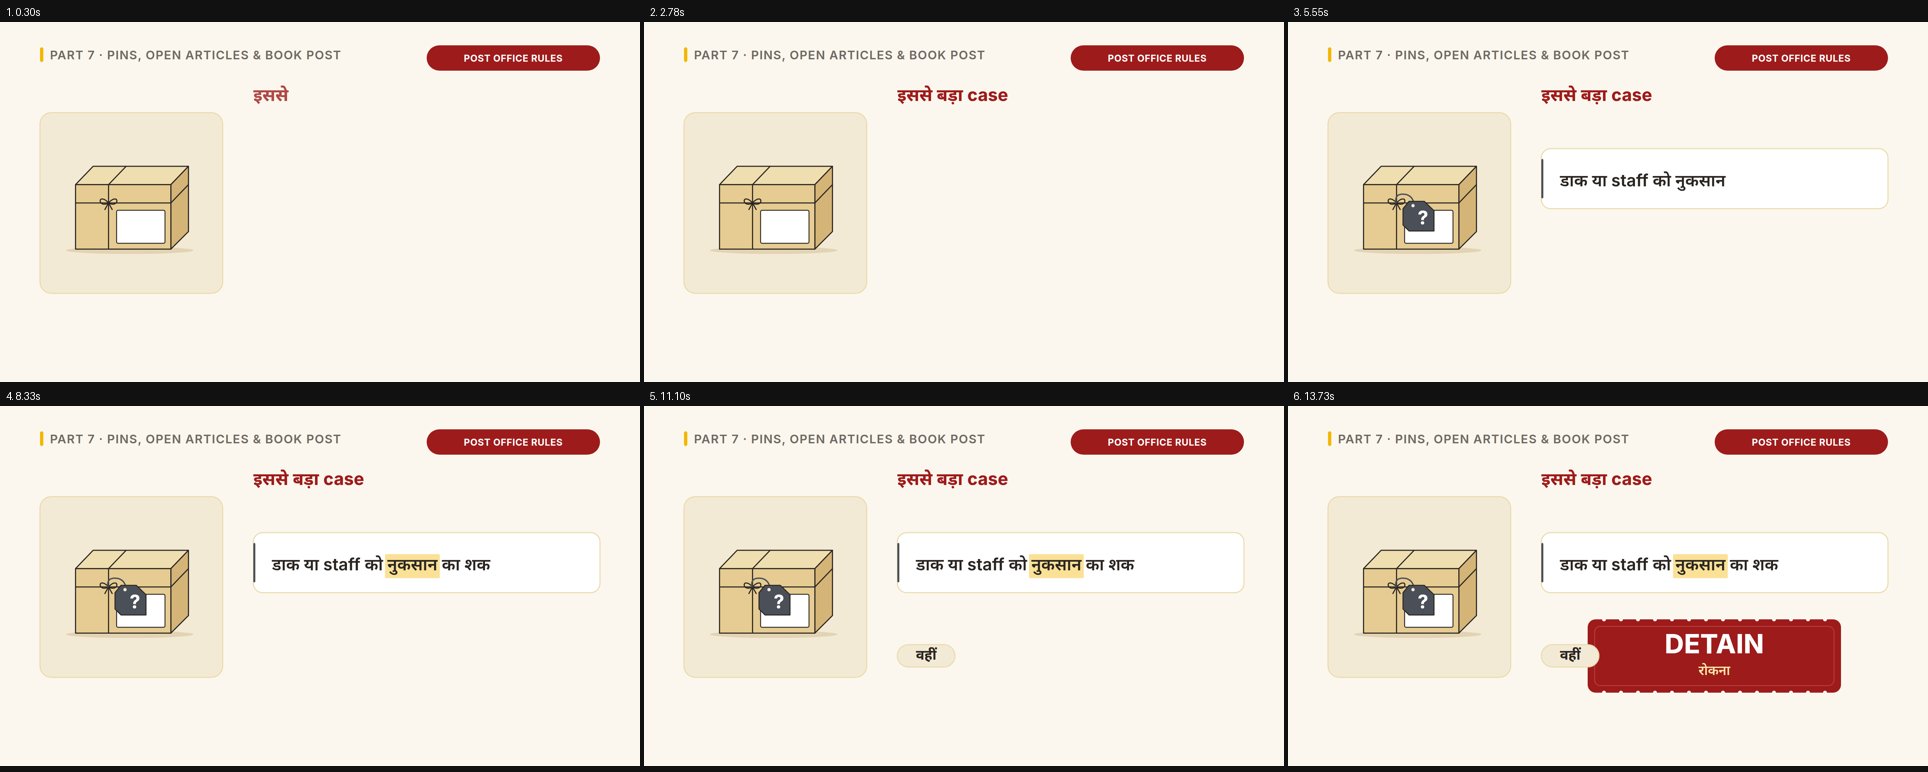 1. 0.30s
PART 7 · PINS, OPEN ARTICLES & BOOK POST
POST OFFICE RULES
इससे
2. 2.78s
PART 7 · PINS, OPEN ARTICLES & BOOK POST
POST OFFICE RULES
इससे बड़ा case
3. 5.55s
PART 7 · PINS, OPEN ARTICLES & BOOK POST
POST OFFICE RULES
इससे बड़ा case
डाक या staff को नुकसान
?
4. 8.33s
PART 7 · PINS, OPEN ARTICLES & BOOK POST
POST OFFICE RULES
इससे बड़ा case
डाक या staff को नुकसान का शक
?
5. 11.10s
PART 7 · PINS, OPEN ARTICLES & BOOK POST
POST OFFICE RULES
इससे बड़ा case
डाक या staff को नुकसान का शक
?
वहीं
6. 13.73s
PART 7 · PINS, OPEN ARTICLES & BOOK POST
POST OFFICE RULES
इससे बड़ा case
डाक या staff को नुकसान का शक
?
वहीं
DETAIN
रोकना